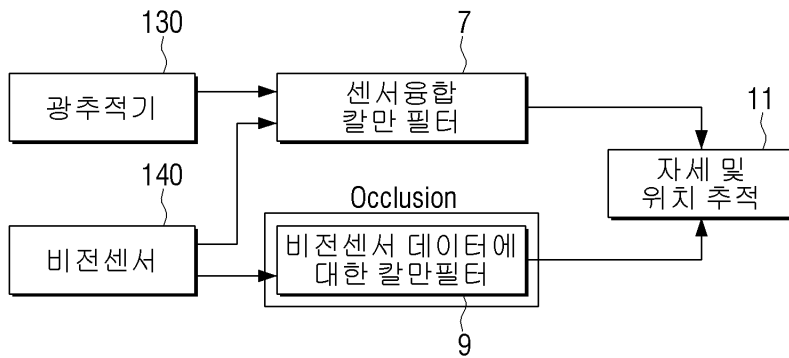 130
광추적기
7
센서융합
칼만 필터
11
자세 및
위치 추적
140
비전센서
Occlusion
비전센서 데이터에
대한 칼만필터
9